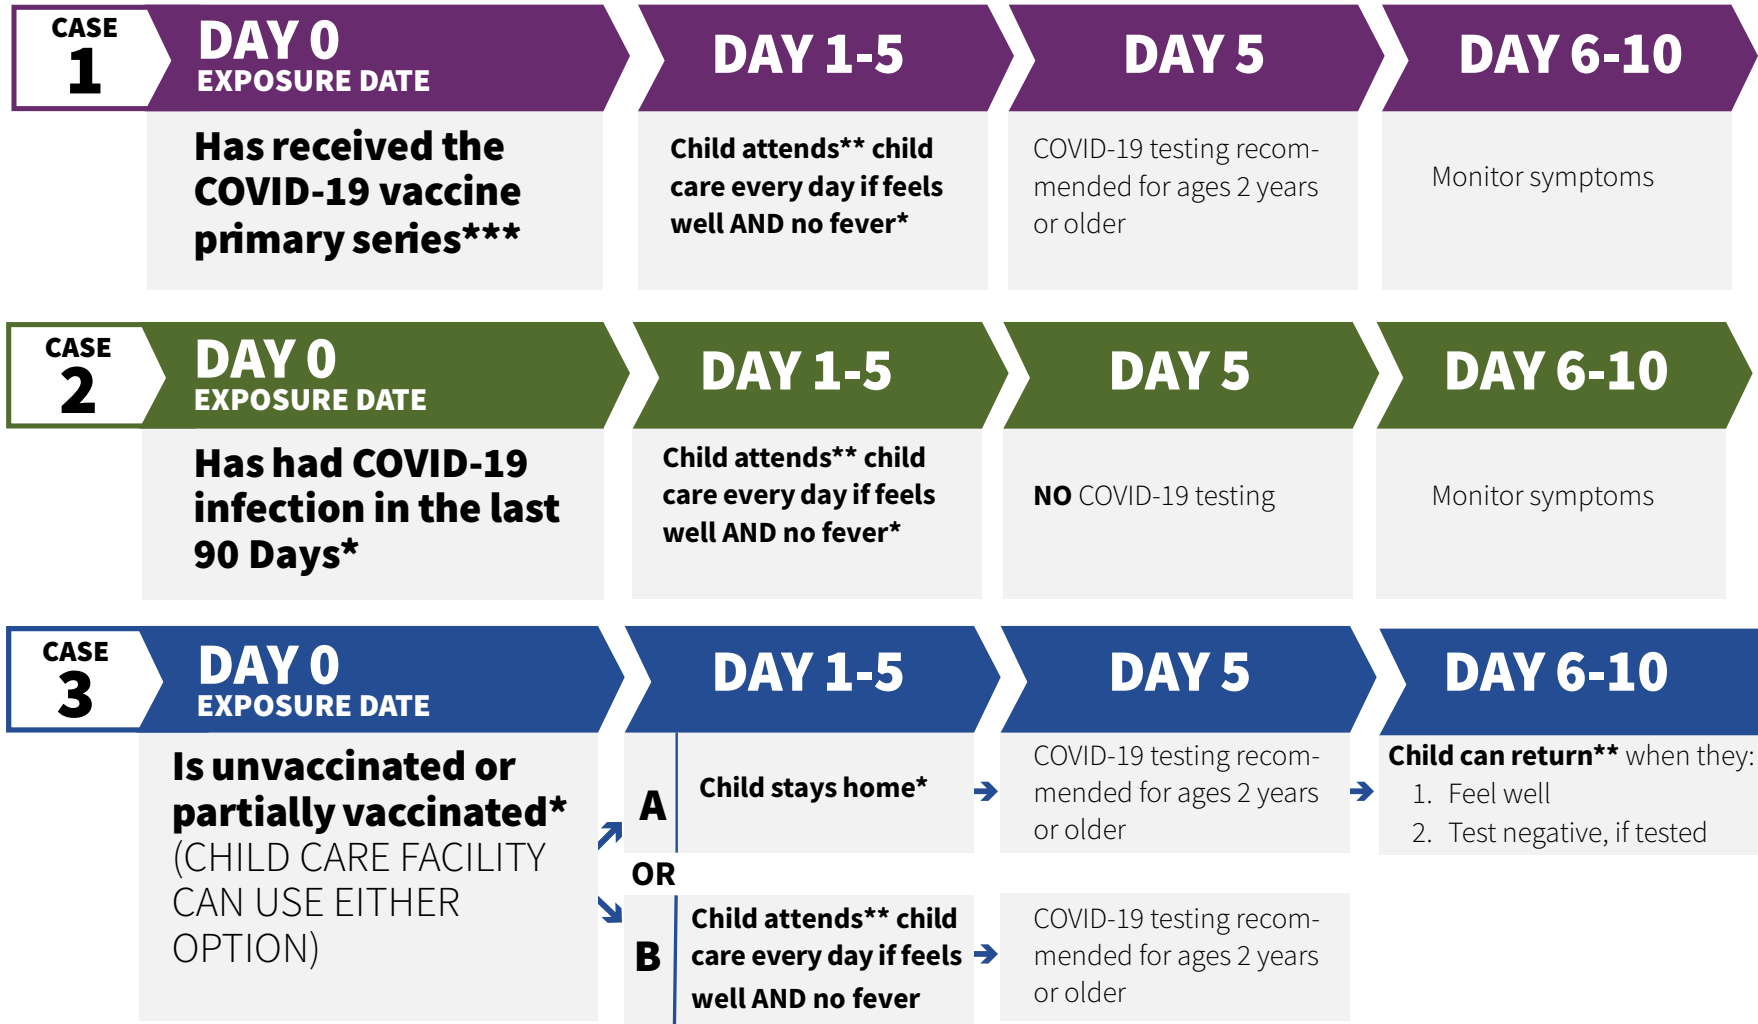 CASE
1
DAY 0
EXPOSURE DATE
DAY 1-5
DAY 5
DAY 6-10
Has received the
COVID-19 vaccine
primary series***
Child attends** child
care every day if feels
well AND no fever*
COVID-19 testing recom-
mended for ages 2 years
or older
Monitor symptoms
CASE
2
DAY 0
EXPOSURE DATE
DAY 1-5
DAY 5
DAY 6-10
Has had COVID-19
infection in the last
90 Days*
Child attends** child
care every day if feels
well AND no fever*
NO COVID-19 testing
Monitor symptoms
CASE
3
DAY 0
EXPOSURE DATE
DAY 1-5
DAY 5
DAY 6-10
Is unvaccinated or
partially vaccinated*
(CHILD CARE FACILITY
CAN USE EITHER
OPTION)
A
Child stays home*
COVID-19 testing recom-
mended for ages 2 years
or older
Child can return** when they:
1. Feel well
2. Test negative, if tested
OR
B
Child attends** child
care every day if feels
well AND no fever
COVID-19 testing recom-
mended for ages 2 years
or older